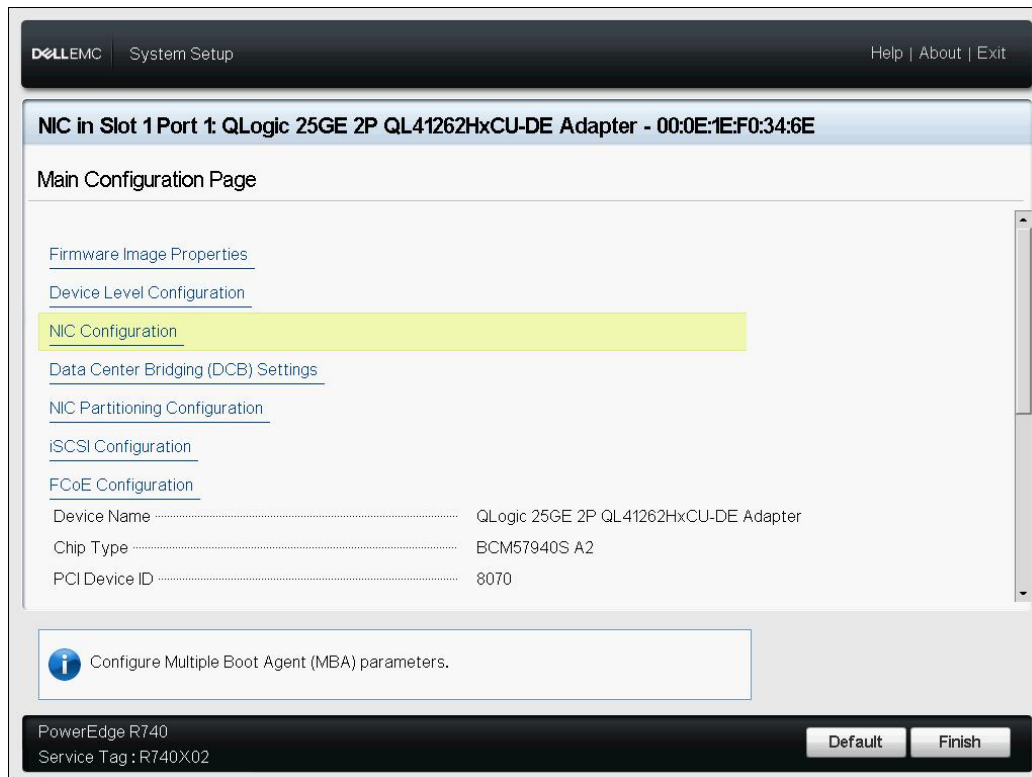 DELLEMC System Setup Help | About | Exit
NIC in Slot 1 Port 1: QLogic 25GE 2P QL41262HxCU-DE Adapter - 00:0E:1E:F0:34:6E
Main Configuration Page
Firmware Image Properties
Device Level Configuration
NIC Configuration
Data Center Bridging (DCB) Settings
NIC Partitioning Configuration
iSCSI Configuration
FCoE Configuration
Device Name QLogic 25GE 2P QL41262HxCU-DE Adapter
Chip Type BCM57940S A2
PCI Device ID 8070
Configure Multiple Boot Agent (MBA) parameters.
PowerEdge R740
Service Tag : R740X02
Default Finish